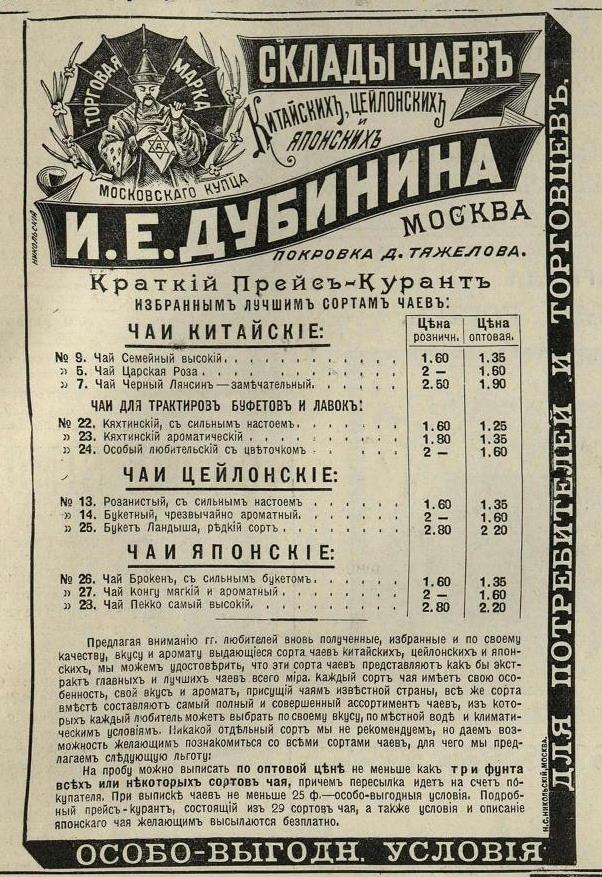 ТОРГОВАЯ МАРКА
СКЛАДЫ ЧАЕВЪ
КИТАЙСКИХЪ, ЦЕЙЛОНСКИХЪ
И
ЯПОНСКИХЪ
МОСКОВСКАГО КУПЦА
И. Е. ДУБИНИНА
МОСКВА
ПОКРОВКА Д. ТЯЖЕЛОВА.
НИКОЛЬСКІЙ
Краткій Прейсъ-Курантъ
ИЗБРАННЫМЪ ЛУЧШИМЪ СОРТАМЪ ЧАЕВЪ:
ЧАИ КИТАЙСКІЕ:
Цѣна розничн. Цѣна оптовая.
№ 9. Чай Семейный высокій. 1.60 1.35
» 5. Чай Царская Роза 2 — 1.60
» 7. Чай Черный Лянсинъ—замѣчательный. 2.50 1.90
ЧАИ ДЛЯ ТРАКТИРОВЪ БУФЕТОВЪ И ЛАВОКЪ:
№ 22. Кяхтинскій, съ сильнымъ настоемъ. 1.60 1.25
» 23. Кяхтинскій ароматическій 1.80 1.35
» 24. Особый любительскій съ цвѣточкомъ 2 — 1.60
ЧАИ ЦЕЙЛОНСКІЕ:
№ 13. Розанистый, съ сильнымъ настоемъ 1.60 1.35
» 14. Букетный, чрезвычайно ароматный. 2 — 1.60
» 25. Букетъ Ландыша, рѣдкій сортъ 2.80 2 20
ЧАИ ЯПОНСКІЕ:
№ 26. Чай Брокенъ, съ сильнымъ букетомъ. 1.60 1.35
» 27. Чай Конгу мягкій и ароматный 2 — 1.60
» 23. Чай Пекко самый высокій. 2.80 2.20
Предлагая вниманію гг. любителей вновь полученные, избранные и по своему
качеству, вкусу и аромату выдающіеся сорта чаевъ китайскихъ, цейлонскихъ и япон-
скихъ, мы можемъ удостовѣрить, что эти сорта чаевъ представляютъ какъ бы экст-
рактъ главныхъ и лучшихъ чаевъ всего міра. Каждый сортъ чая имѣетъ свою осо-
бенность, свой вкусъ и ароматъ, присущій чаямъ извѣстной страны, всѣ же сорта
вмѣстѣ составляютъ самый полный и совершенный ассортиментъ чаевъ, изъ кото-
рыхъ каждый любитель можетъ выбрать по своему вкусу, по мѣстной водѣ и климати-
ческимъ условіямъ. Никакой отдѣльный сортъ мы не рекомендуемъ, но даемъ воз-
можность желающимъ познакомиться со всѣми сортами чаевъ, для чего мы пред-
лагаемъ слѣдующую льготу:
На пробу можно выписать по оптовой цѣнѣ не меньше какъ три фунта
всѣхъ или нѣкоторыхъ сортовъ чая, причемъ пересылка идетъ на счетъ по-
купателя. При выпискѣ чаевъ не меньше 25 ф.—особо-выгодныя условія. Подроб-
ный прейсъ-курантъ, состоящій изъ 29 сортовъ чая, а также условія и описаніе
японскаго чая желающимъ высылаются безплатно.
Н.С.НИКОЛЬСКІЙ, МОСКВА.
ОСОБО-ВЫГОДН. УСЛОВІЯ
ДЛЯ ПОТРЕБИТЕЛЕЙ И ТОРГОВЦЕВЪ.